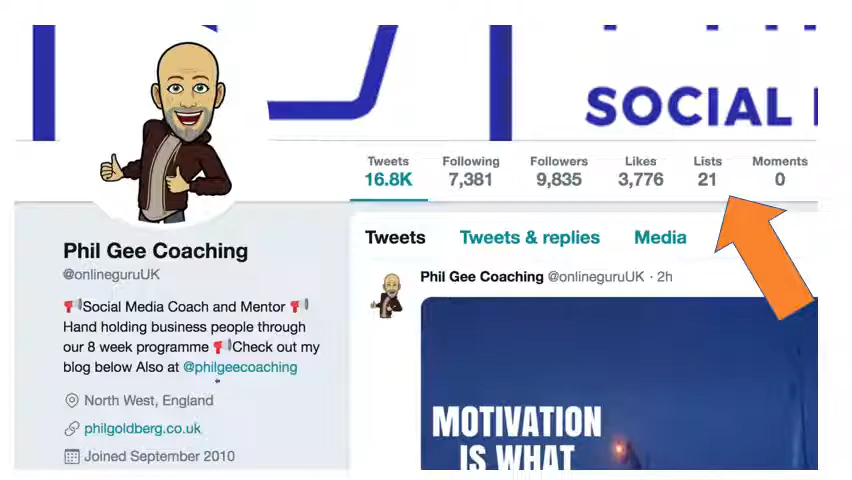 SOCIAL
Tweets Following Followers Likes Lists Moments
16.8K 7,381 9,835 3,776 21 0
Phil Gee Coaching
@onlineguruUK
Social Media Coach and Mentor
Hand holding business people through
our 8 week programme Check out my
blog below Also at @philgeecoaching
North West, England
philgoldberg.co.uk
Joined September 2010
Tweets Tweets & replies Media
Phil Gee Coaching @onlineguruUK · 2h
MOTIVATION
IS WHAT